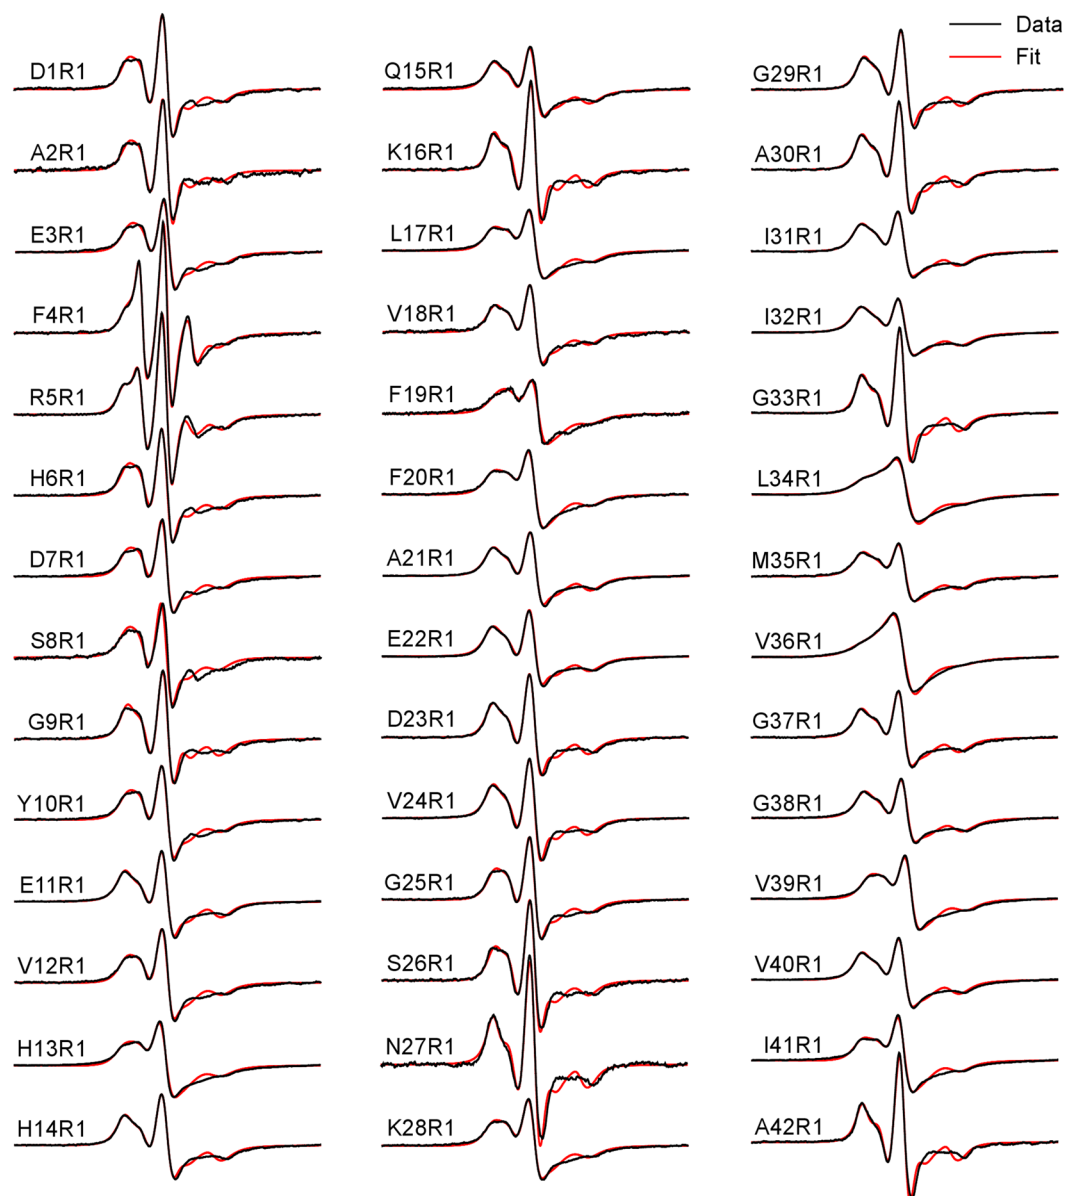 Data
Fit
D1R1
A2R1
E3R1
F4R1
R5R1
H6R1
D7R1
S8R1
G9R1
Y10R1
E11R1
V12R1
H13R1
H14R1
Q15R1
K16R1
L17R1
V18R1
F19R1
F20R1
A21R1
E22R1
D23R1
V24R1
G25R1
S26R1
N27R1
K28R1
G29R1
A30R1
I31R1
I32R1
G33R1
L34R1
M35R1
V36R1
G37R1
G38R1
V39R1
V40R1
I41R1
A42R1